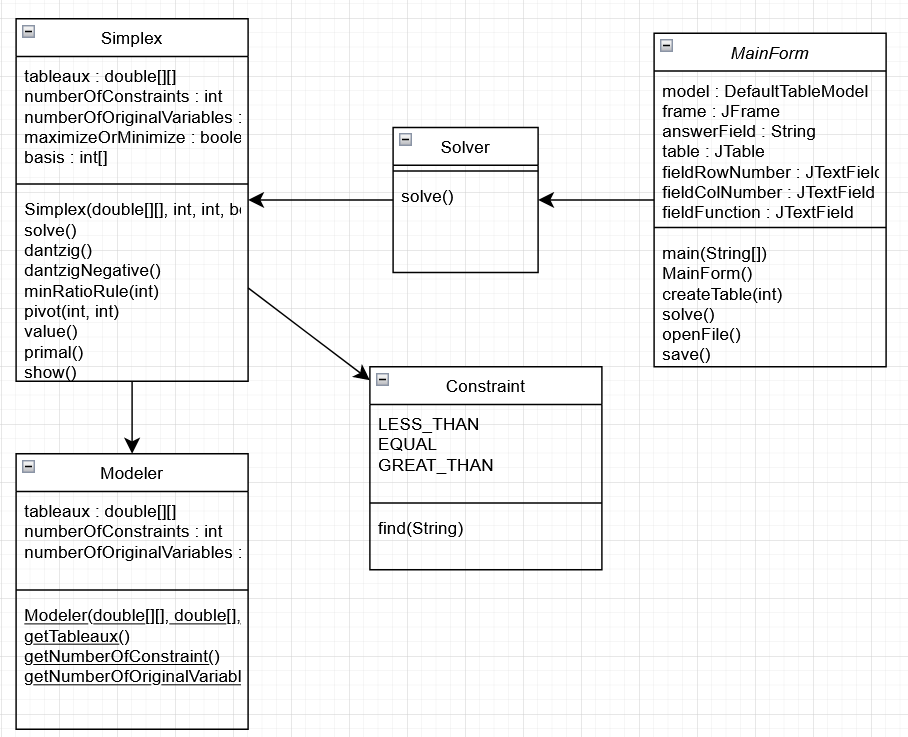 Simplex
tableaux : double[][]
numberOfConstraints : int
numberOfOriginalVariables :
maximizeOrMinimize : boole
basis : int[]
Simplex(double[][], int, int, b
solve()
dantzig()
dantzigNegative()
minRatioRule(int)
pivot(int, int)
value()
primal()
show()
Solver
solve()
MainForm
model : DefaultTableModel
frame : JFrame
answerField : String
table : JTable
fieldRowNumber : JTextField
fieldColNumber : JTextField
fieldFunction : JTextField
main(String[])
MainForm()
createTable(int)
solve()
openFile()
save()
Constraint
LESS_THAN
EQUAL
GREAT_THAN
find(String)
Modeler
tableaux : double[][]
numberOfConstraints : int
numberOfOriginalVariables :
Modeler(double[][], double[],
getTableaux()
getNumberOfConstraint()
getNumberOfOriginalVariabl